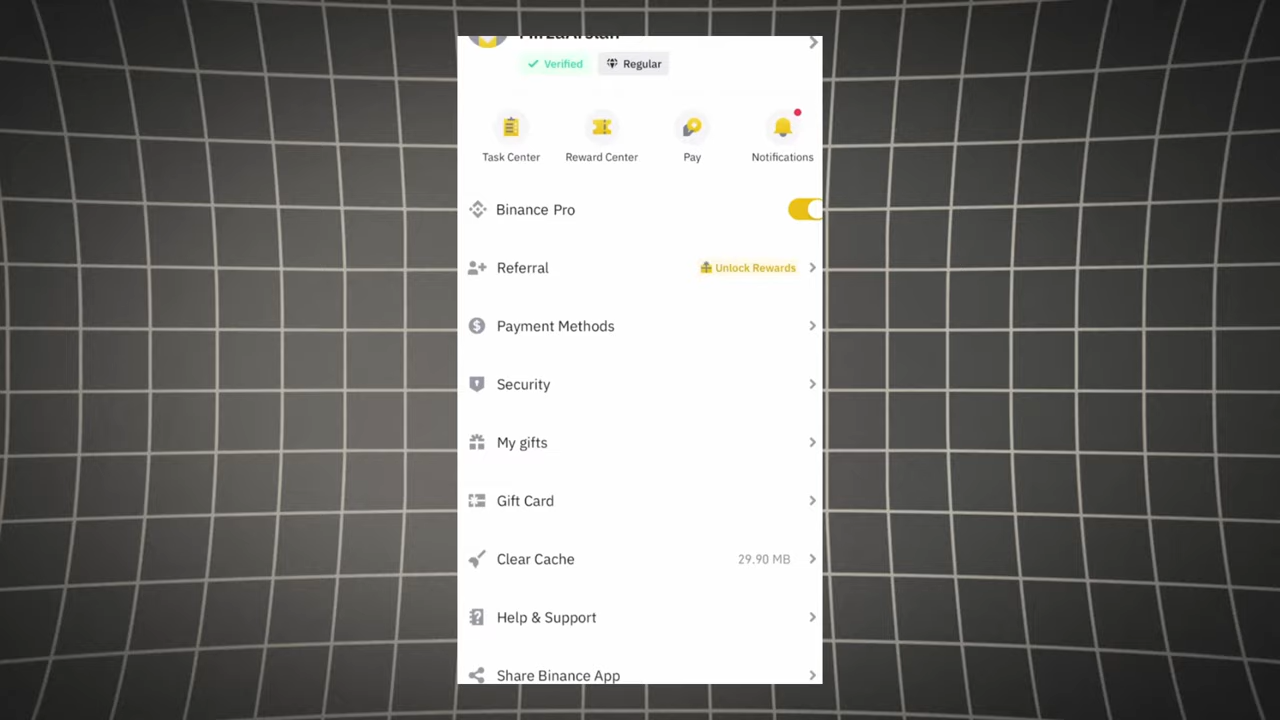 Verified
Regular
Task Center
Reward Center
Pay
Notifications
Binance Pro
Referral
Unlock Rewards
Payment Methods
Security
My gifts
Gift Card
Clear Cache
29.90 MB
Help & Support
Share Binance App